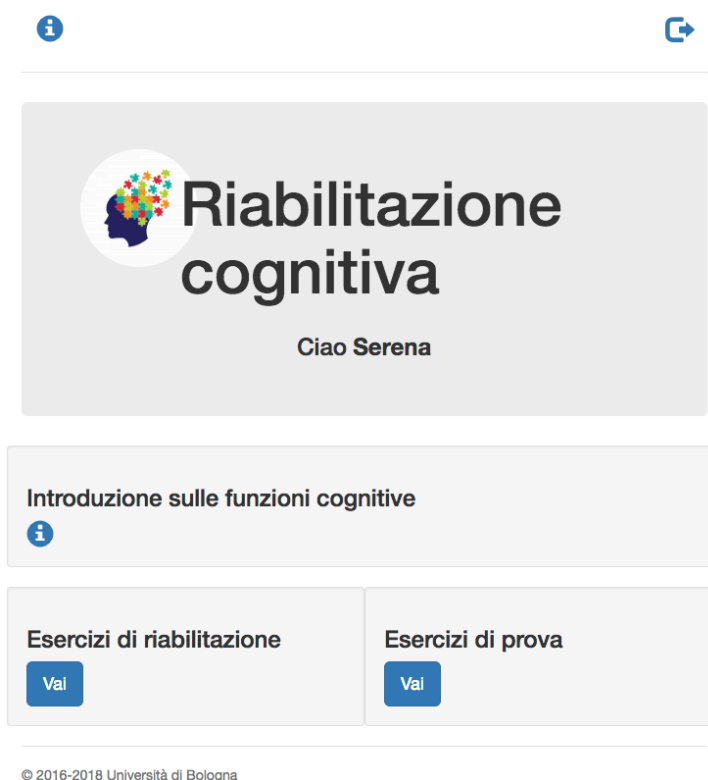 Riabilitazione
cognitiva
Ciao Serena
Introduzione sulle funzioni cognitive
Esercizi di riabilitazione
Vai
Esercizi di prova
Vai
© 2016-2018 Università di Bologna